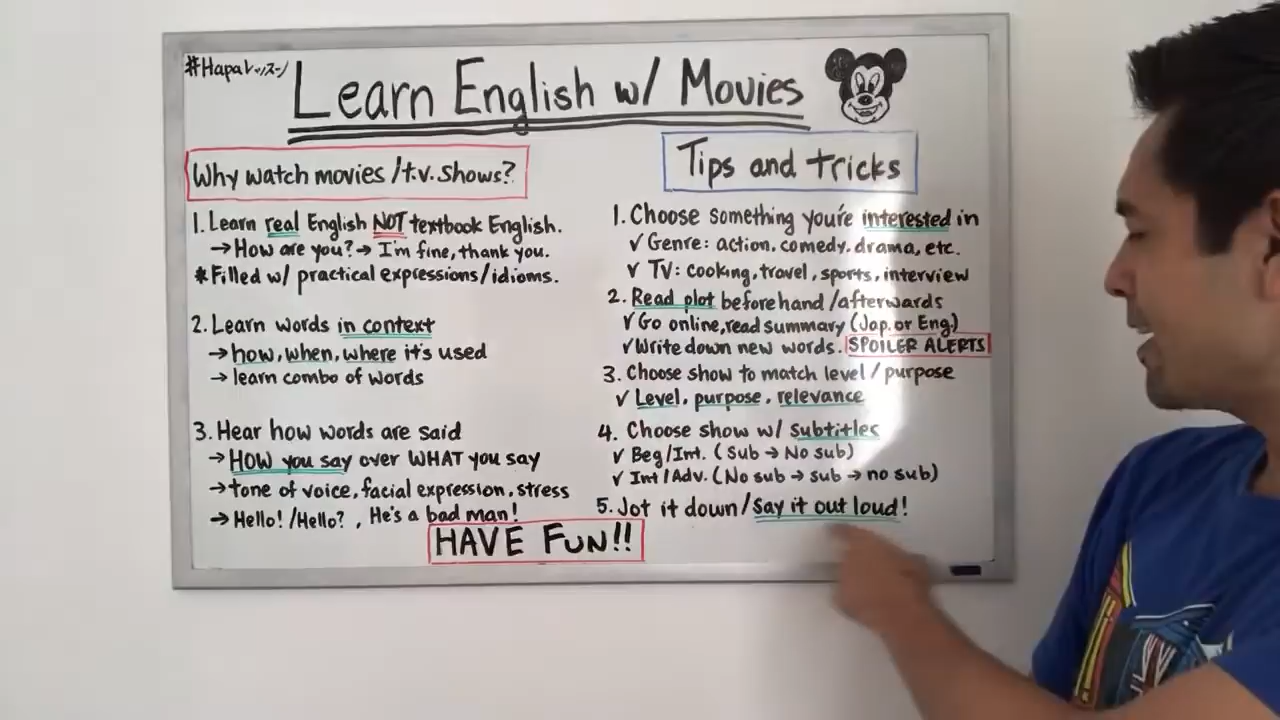 #Hapaレッスン
Learn English w/ Movies
Why watch movies/t.v. shows?
1. Learn real English NOT textbook English.
→ How are you? → I'm fine, thank you.
* Filled w/ practical expressions/idioms.
2. Learn words in context
→ how, when, where it's used
→ learn combo of words
3. Hear how words are said
→ HOW you say over WHAT you say
→ tone of voice, facial expression, stress
→ Hello! /Hello? , He's a bad man!
Tips and tricks
1. Choose something you're interested in
✓ Genre: action, comedy, drama, etc.
✓ TV: cooking, travel, sports, interview
2. Read plot beforehand/afterwards
✓ Go online, read summary (Jap. or Eng.)
✓ Write down new words. SPOILER ALERTS
3. Choose show to match level/purpose
✓ Level, purpose, relevance
4. Choose show w/ subtitles
✓ Beg/Int. (Sub → No sub)
✓ Int/Adv. (No sub → sub → no sub)
5. Jot it down/Say it out loud!
HAVE FUN!!